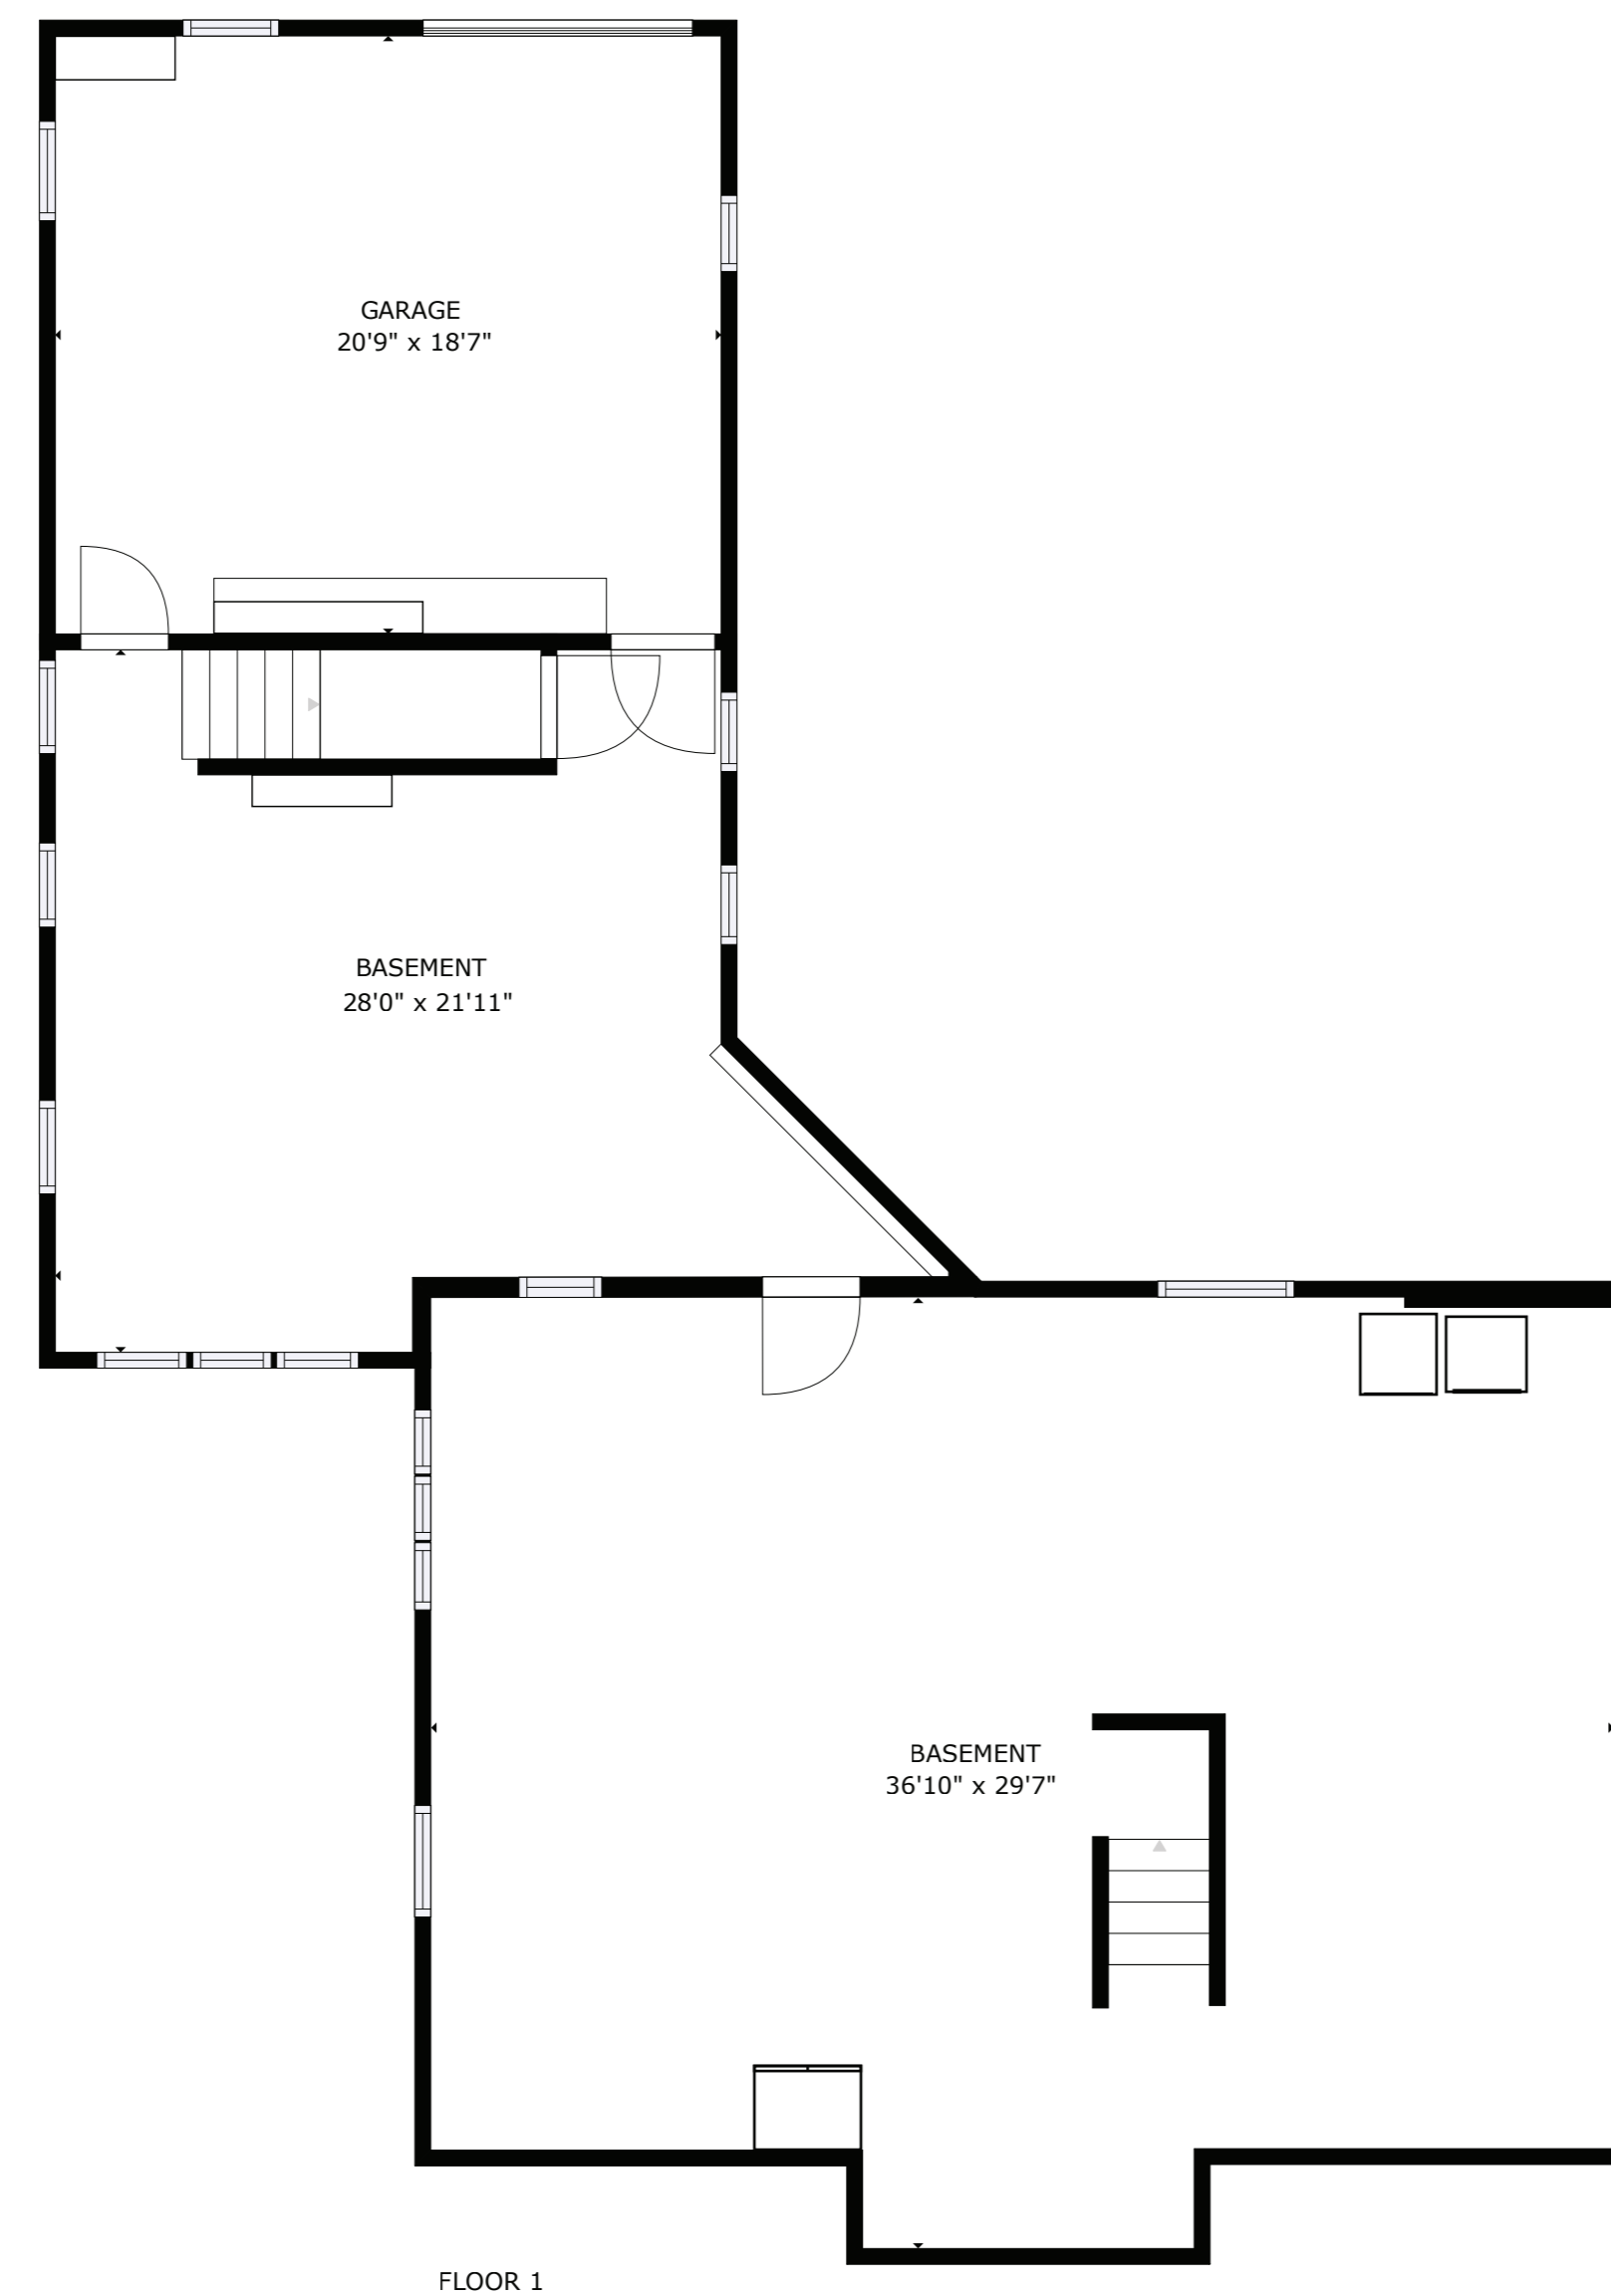 GARAGE
20'9" x 18'7"
BASEMENT
28'0" x 21'11"
BASEMENT
36'10" x 29'7"
FLOOR 1